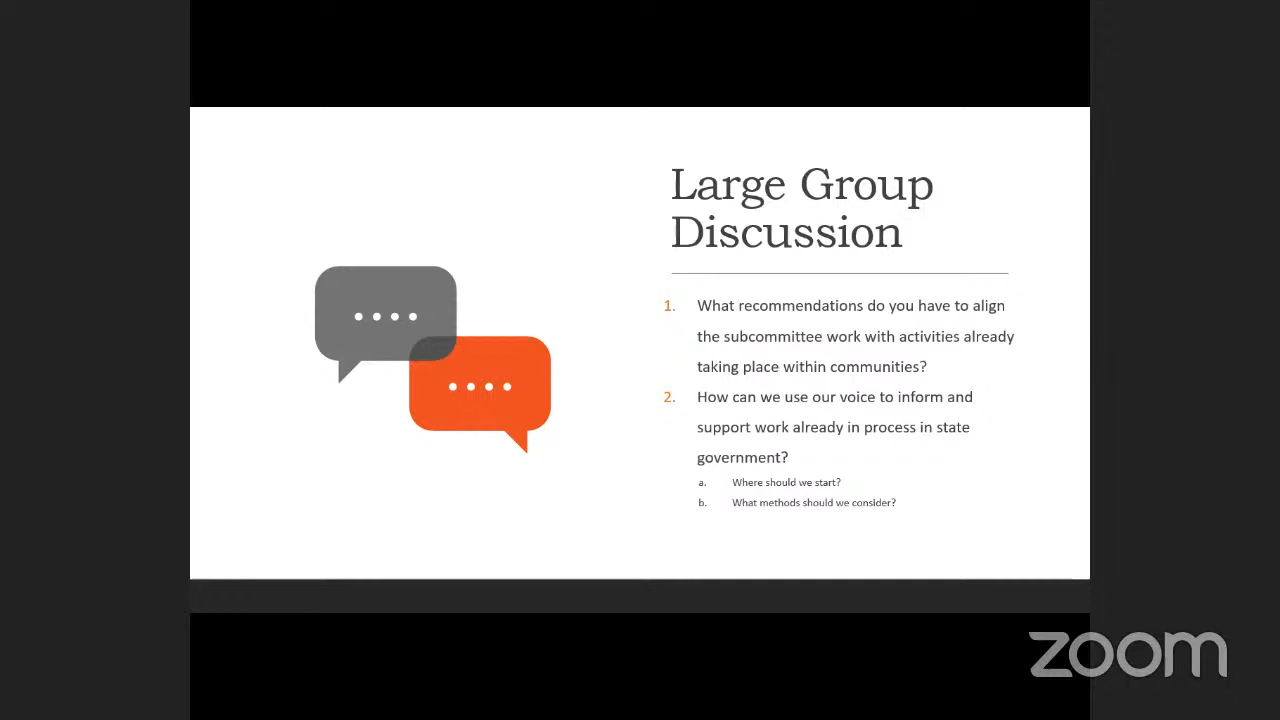 Large Group
Discussion
1. What recommendations do you have to align
the subcommittee work with activities already
taking place within communities?
2. How can we use our voice to inform and
support work already in process in state
government?
a. Where should we start?
b. What methods should we consider?
zoom